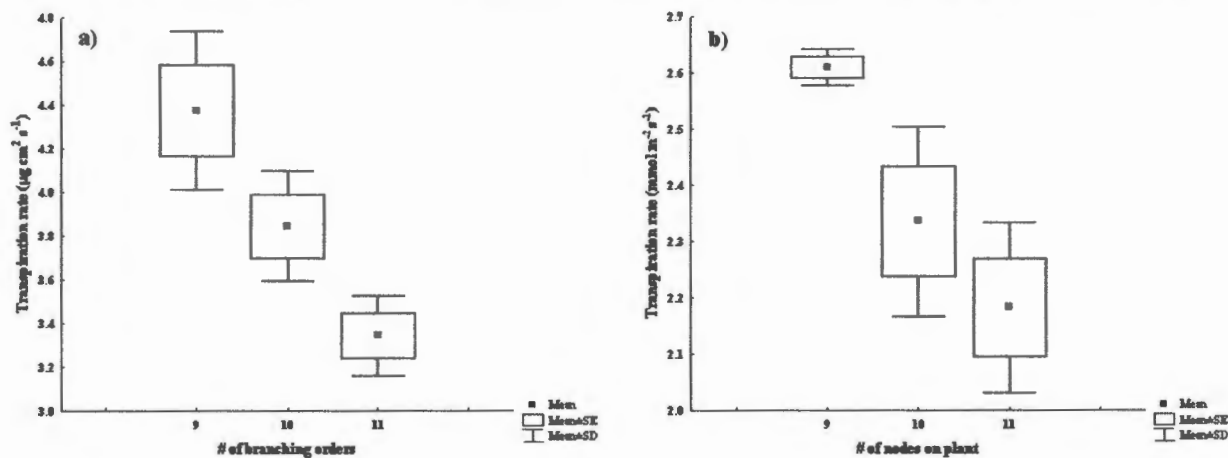 a)
Transpiration rate (µg cm² s⁻¹)
4.8
4.6
4.4
4.2
4.0
3.8
3.6
3.4
3.2
3.0
9 10 11
# of branching orders
Mean
Mean±SE
Mean±SD
b)
Transpiration rate (mmol m⁻² s⁻¹)
2.7
2.6
2.5
2.4
2.3
2.2
2.1
2.0
9 10 11
# of nodes on plant
Mean
Mean±SE
Mean±SD